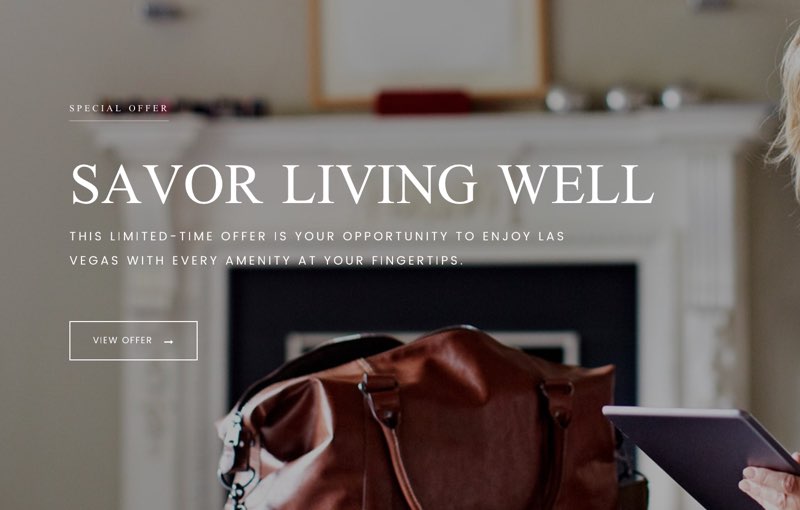 SPECIAL OFFER
SAVOR LIVING WELL
THIS LIMITED-TIME OFFER IS YOUR OPPORTUNITY TO ENJOY LAS
VEGAS WITH EVERY AMENITY AT YOUR FINGERTIPS.
VIEW OFFER →